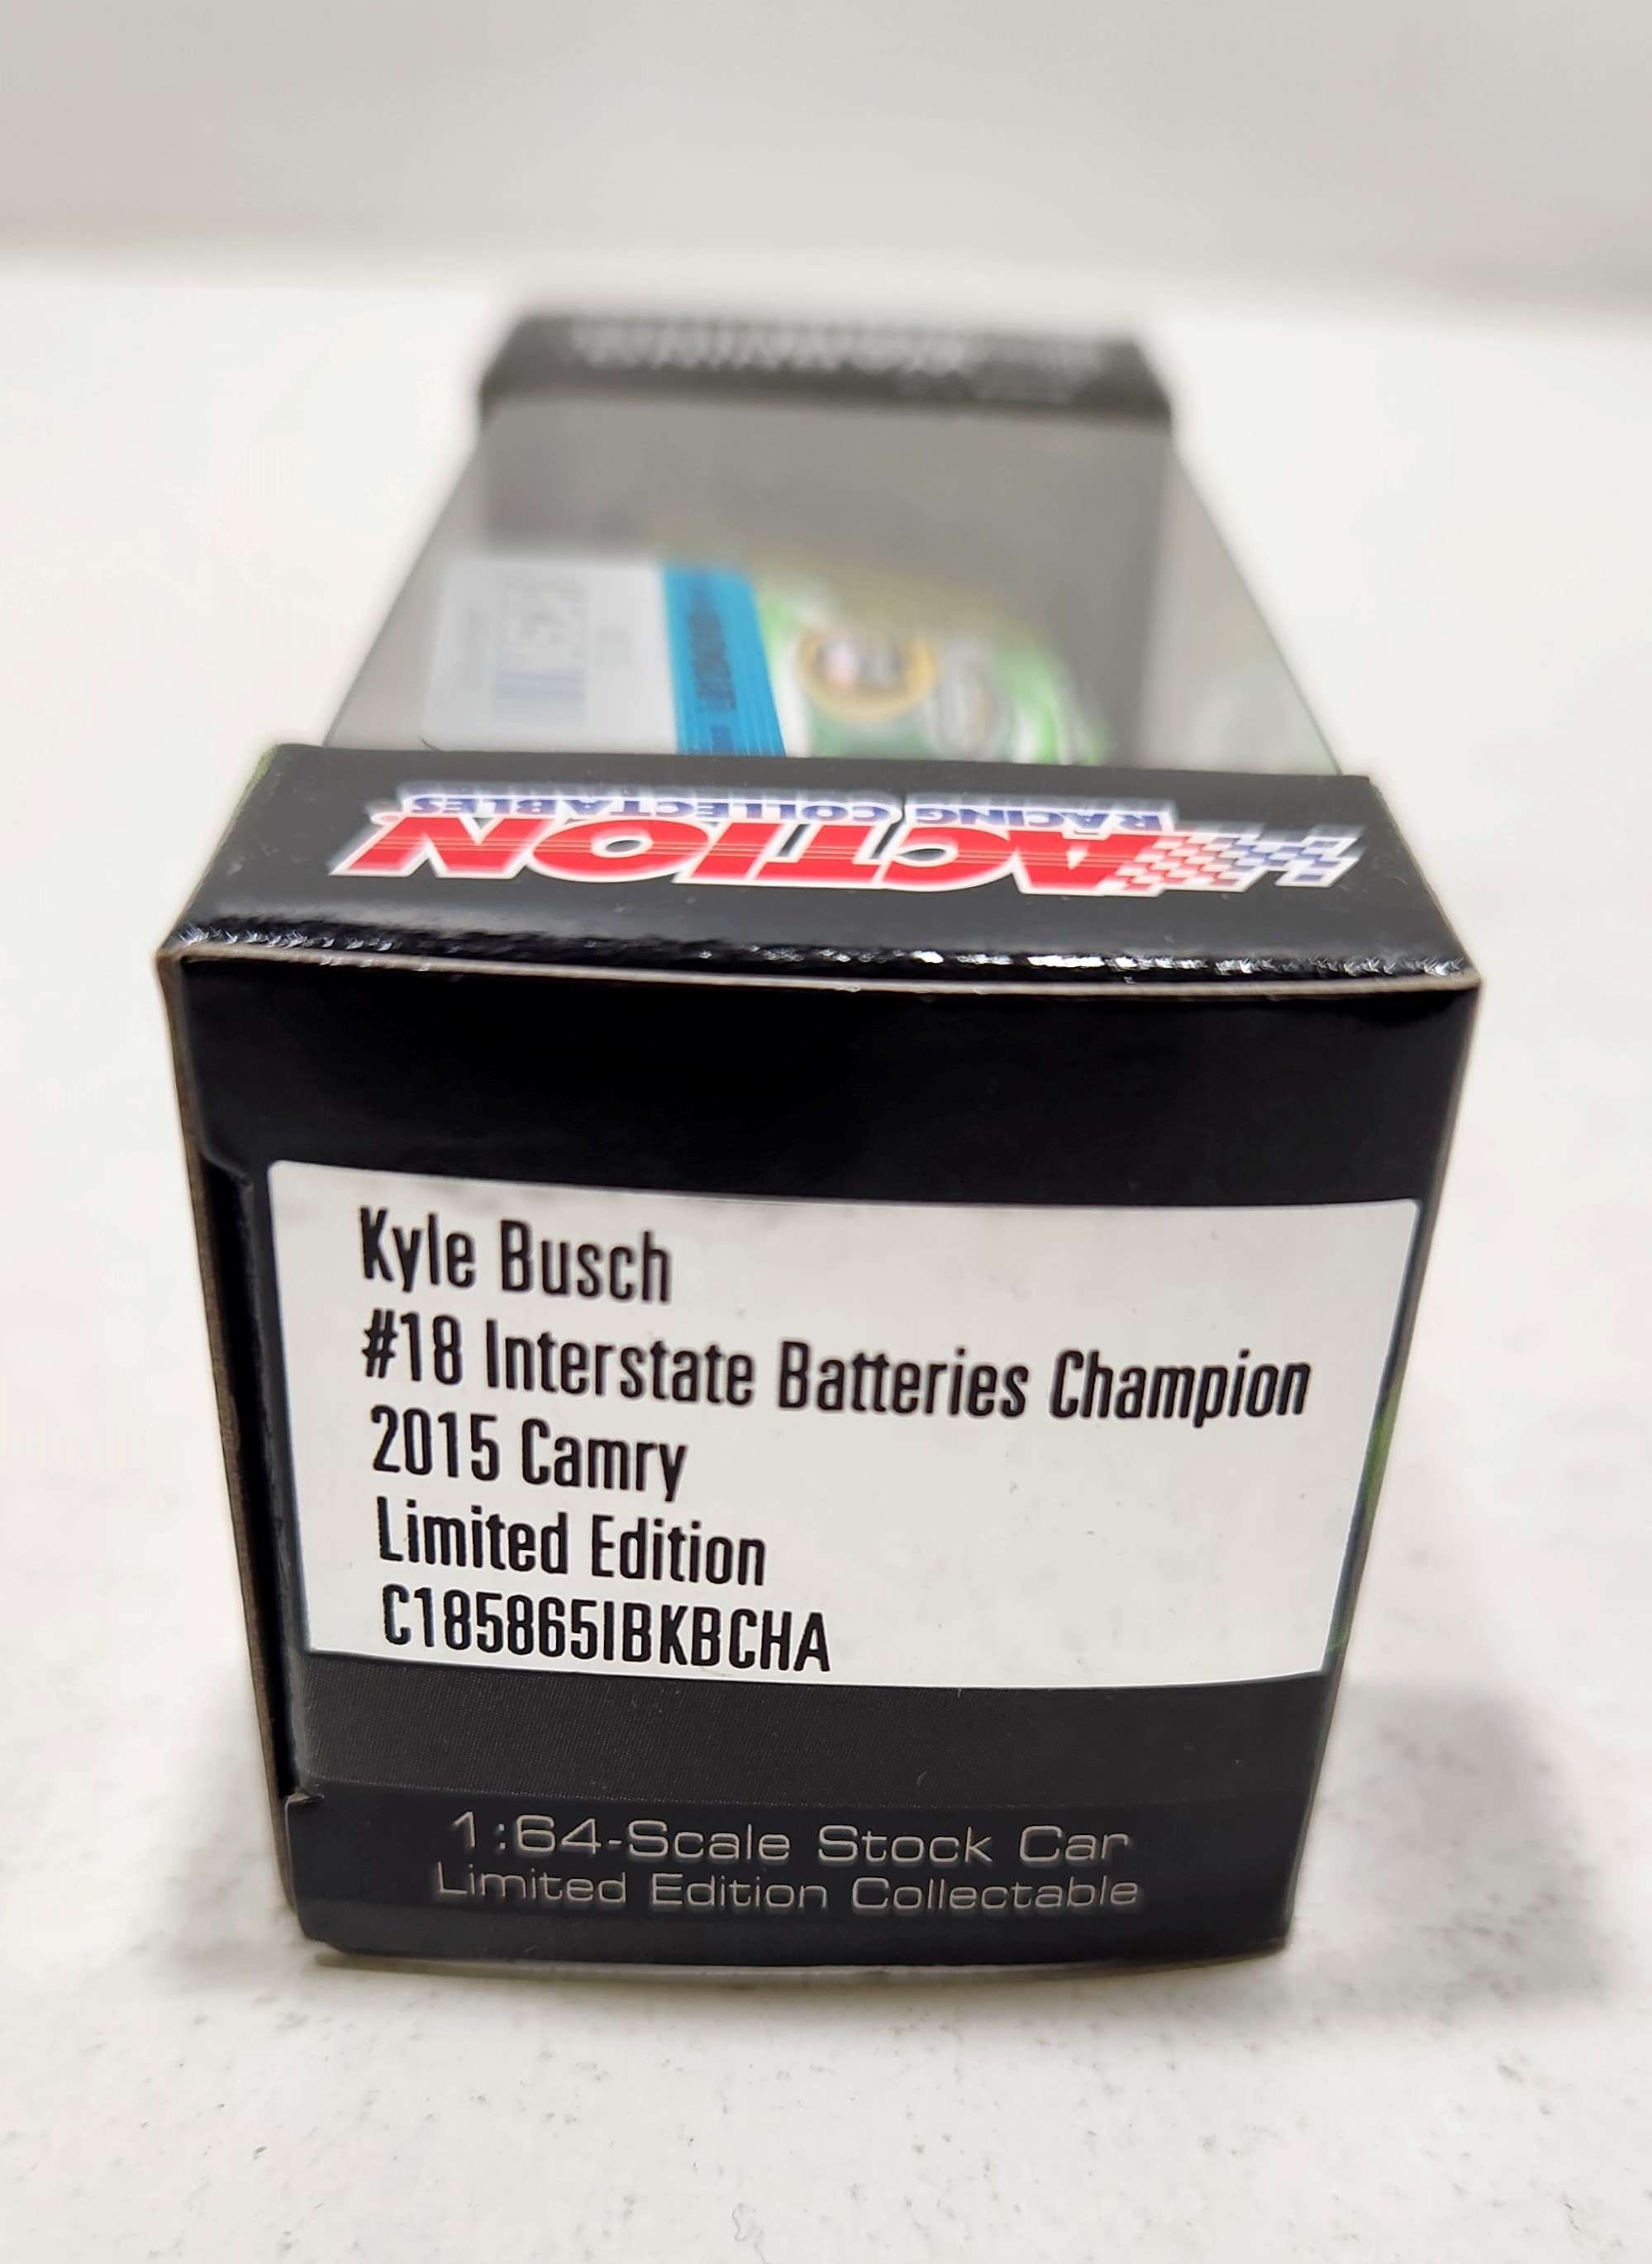 ACTION®
RACING COLLECTABLES
Kyle Busch
#18 Interstate Batteries Champion
2015 Camry
Limited Edition
C185865IBKBCHA
1:64-Scale Stock Car
Limited Edition Collectable